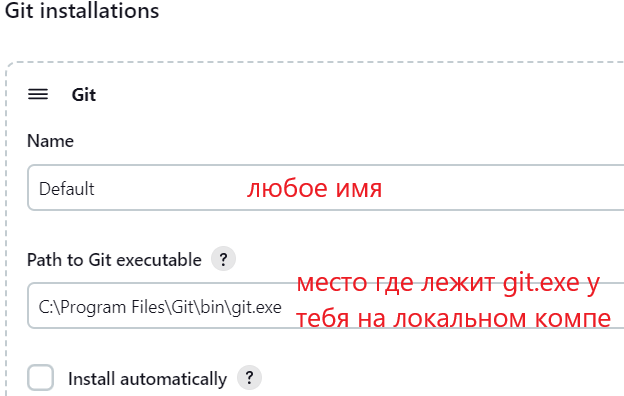 Git installations
Git
Name
Default
любое имя
Path to Git executable ?
место где лежит git.exe у
C:\Program Files\Git\bin\git.exe
тебя на локальном компе
Install automatically ?